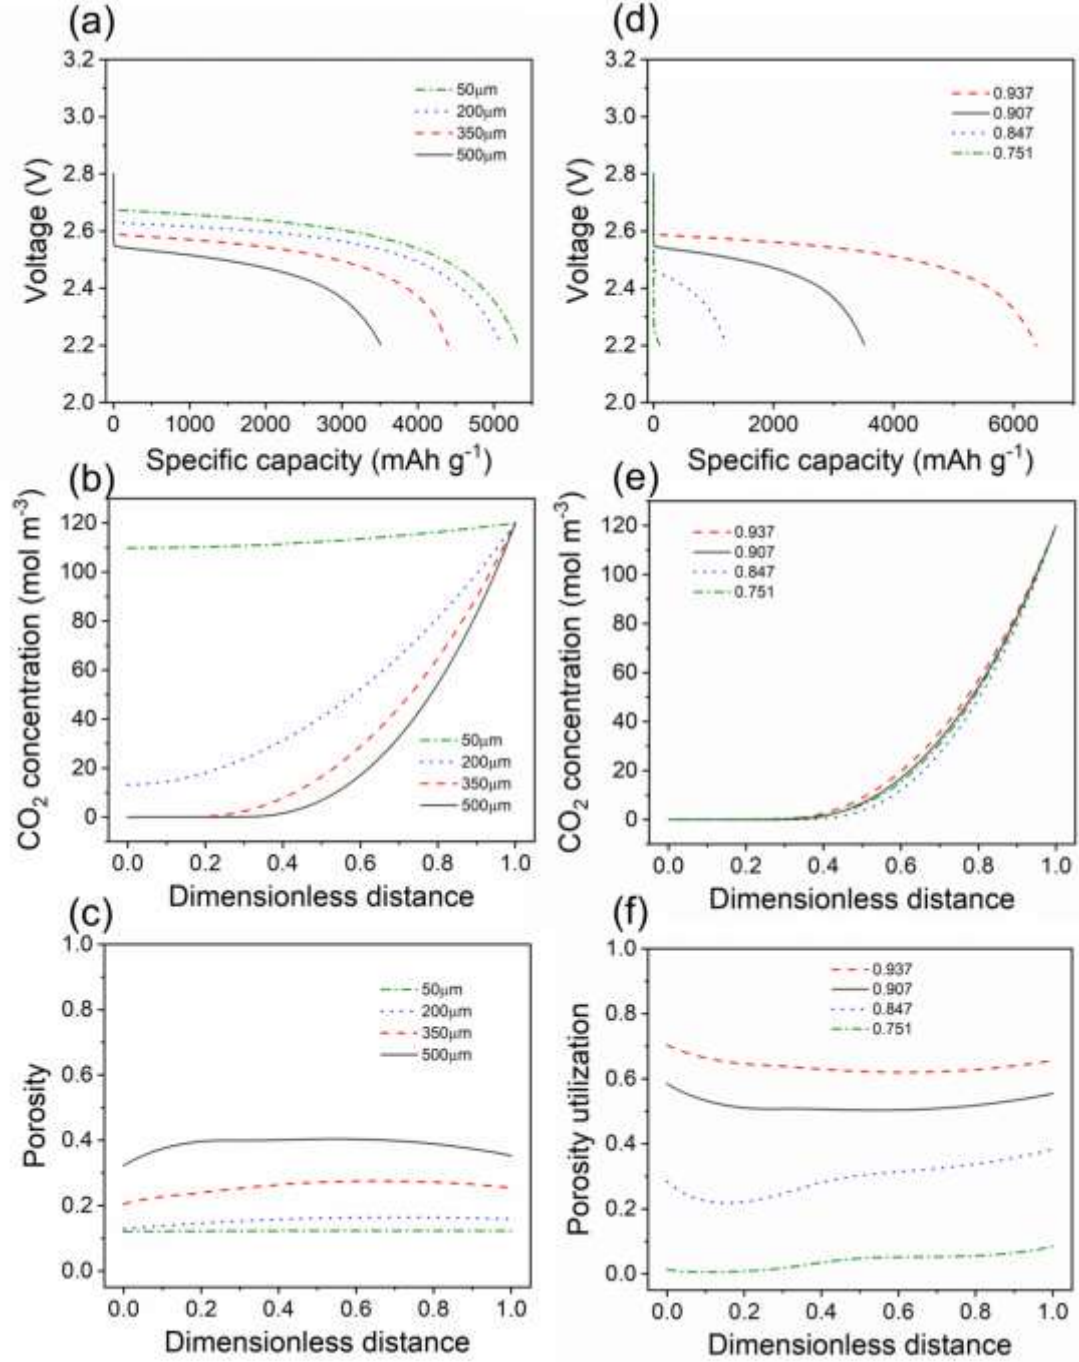 (a)
3.2
3.0
2.8
2.6
2.4
2.2
2.0
Voltage (V)
50μm
200μm
350μm
500μm
0 1000 2000 3000 4000 5000
Specific capacity (mAh g-1)
(d)
3.2
3.0
2.8
2.6
2.4
2.2
2.0
Voltage (V)
0.937
0.907
0.847
0.751
0 2000 4000 6000
Specific capacity (mAh g-1)
(b)
120
100
80
60
40
20
0
CO2 concentration (mol m-3)
50μm
200μm
350μm
500μm
0.0 0.2 0.4 0.6 0.8 1.0
Dimensionless distance
(e)
120
100
80
60
40
20
0
CO2 concentration (mol m-3)
0.937
0.907
0.847
0.751
0.0 0.2 0.4 0.6 0.8 1.0
Dimensionless distance
(c)
1.0
0.8
0.6
0.4
0.2
0.0
Porosity
50μm
200μm
350μm
500μm
0.0 0.2 0.4 0.6 0.8 1.0
Dimensionless distance
(f)
1.0
0.8
0.6
0.4
0.2
0.0
Porosity utilization
0.937
0.907
0.847
0.751
0.0 0.2 0.4 0.6 0.8 1.0
Dimensionless distance